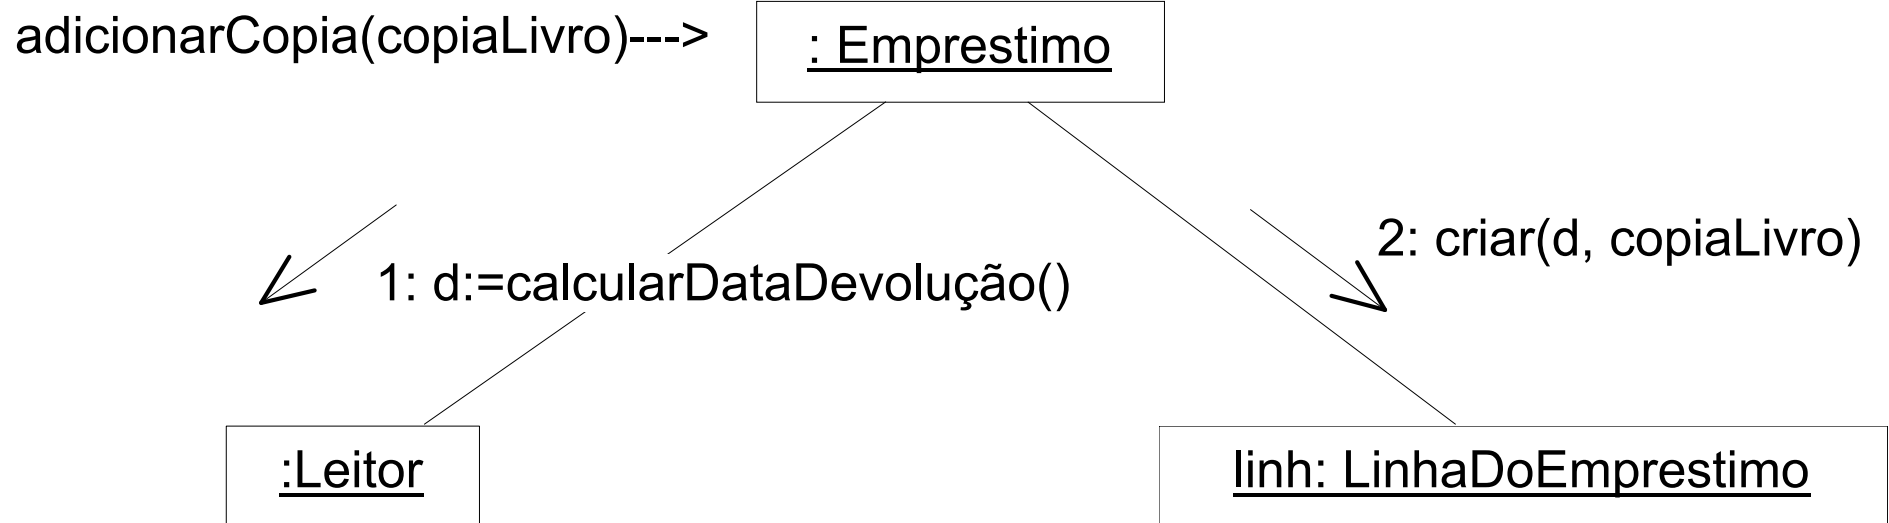 adicionarCopia(copiaLivro)--->
: Emprestimo
2: criar(d, copiaLivro)
1: d:=calcularDataDevolução()
:Leitor
linh: LinhaDoEmprestimo